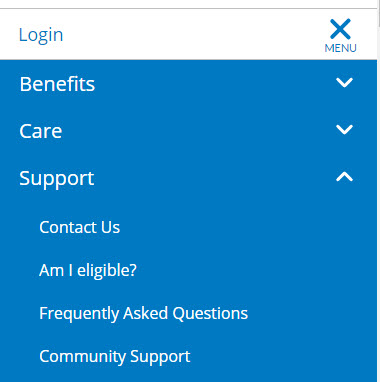 Login
MENU
Benefits
Care
Support
Contact Us
Am I eligible?
Frequently Asked Questions
Community Support